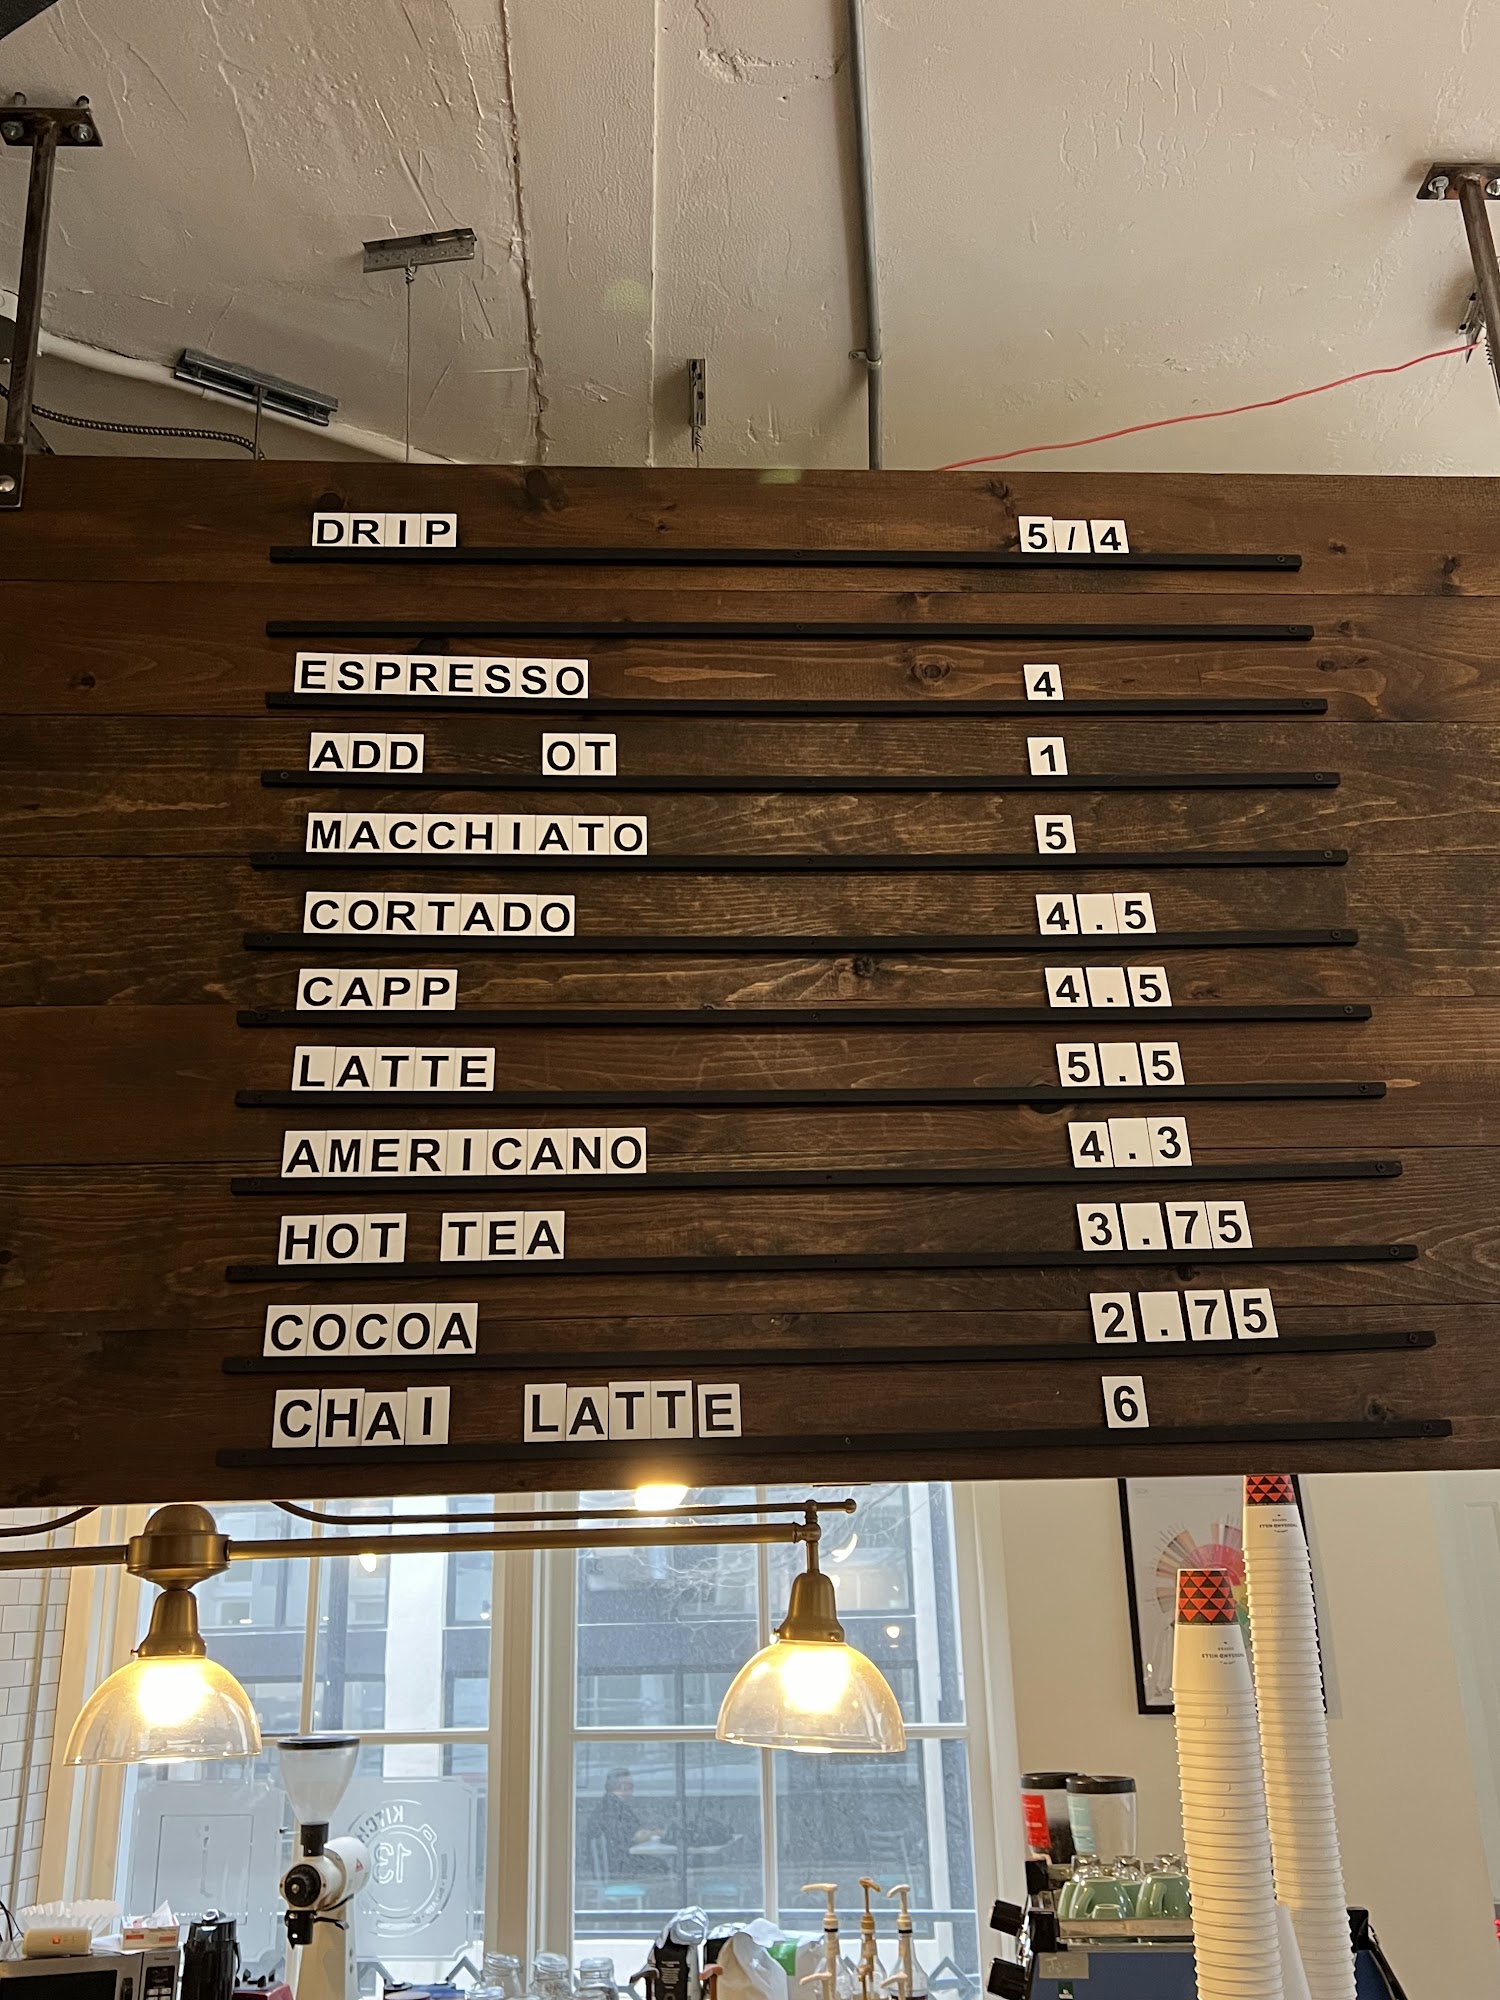 DRIP 5/4
ESPRESSO 4
ADD OT 1
MACCHIATO 5
CORTADO 4.5
CAPP 4.5
LATTE 5.5
AMERICANO 4.3
HOT TEA 3.75
COCOA 2.75
CHAI LATTE 6
13